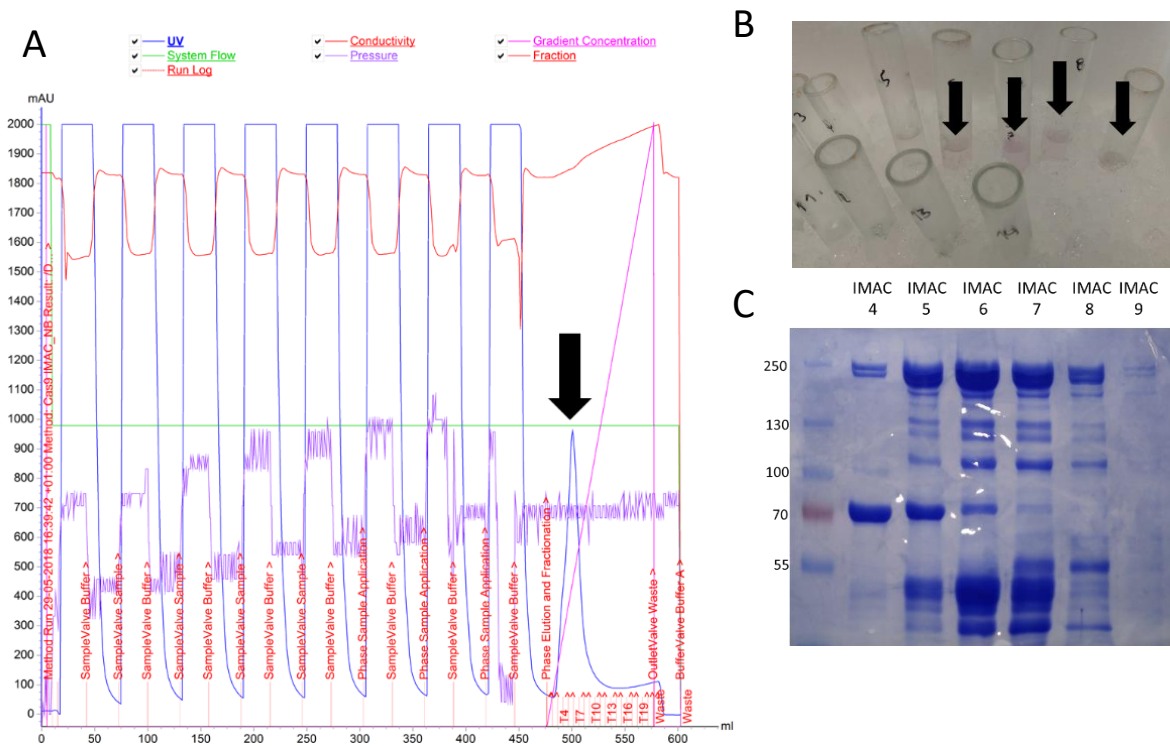 A
UV
System Flow
Run Log
Conductivity
Pressure
Gradient Concentration
Fraction
mAU
2000
1900
1800
1700
1600
1500
1400
1300
1200
1100
1000
900
800
700
600
500
400
300
200
100
0
0
50
100
150
200
250
300
350
400
450
500
550
600
ml
Method Run 29-05-2018 16:39:42 +01:00 Method: Cas9 IMAC_NB Result: /D... >
SampleValve Buffer >
SampleValve Sample >
SampleValve Buffer >
SampleValve Sample >
SampleValve Buffer >
SampleValve Sample >
SampleValve Buffer >
SampleValve Sample >
SampleValve Buffer >
Phase Sample Application >
SampleValve Buffer >
Phase Sample Application >
SampleValve Buffer >
Phase Sample Application >
SampleValve Buffer >
Phase Elution and Fractionation >
T4
T7
T10
T13
T16
T19
OutletValve Waste >
Waste
BufferValve Buffer A >
Waste
B
3
5
8
13
C
IMAC
4
IMAC
5
IMAC
6
IMAC
7
IMAC
8
IMAC
9
250
130
100
70
55